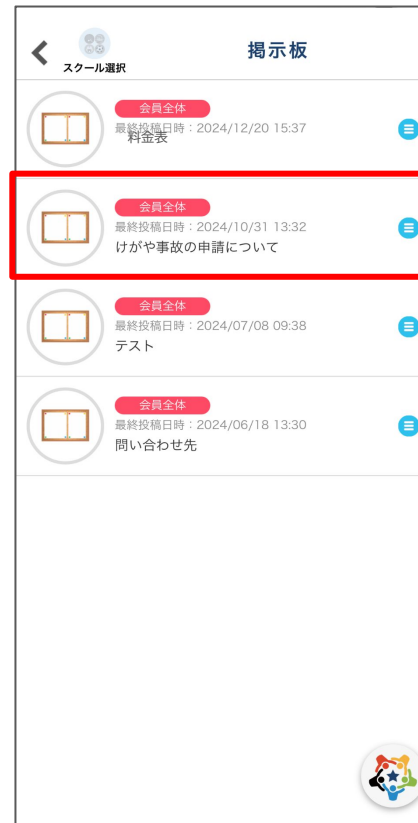 掲示板
スクール選択
会員全体
最終投稿日時：2024/12/20 15:37
料金表
会員全体
最終投稿日時：2024/10/31 13:32
けがや事故の申請について
会員全体
最終投稿日時：2024/07/08 09:38
テスト
会員全体
最終投稿日時：2024/06/18 13:30
問い合わせ先